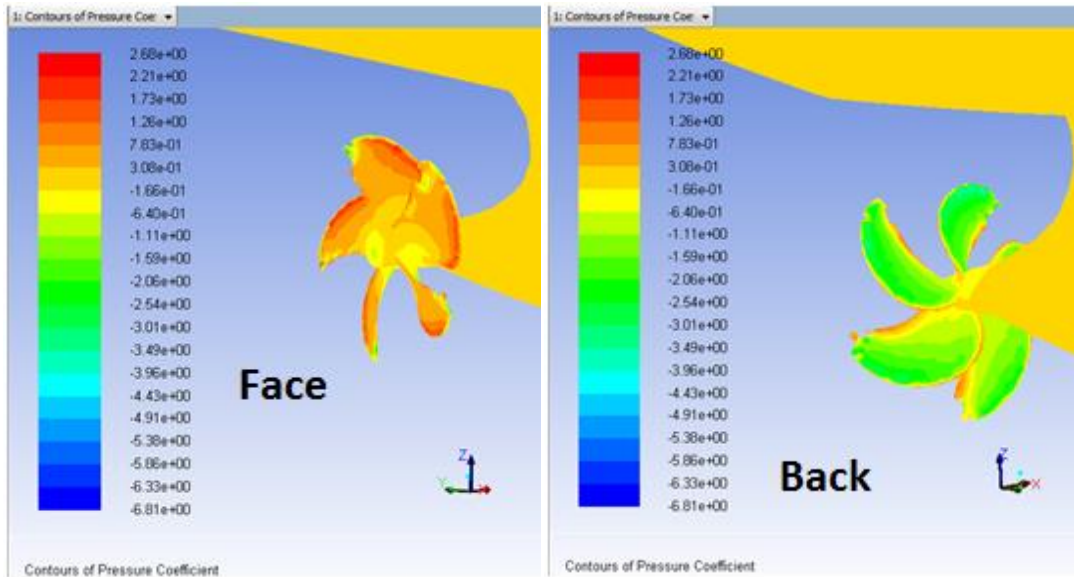 1: Contours of Pressure Coe
2.68e+00
2.21e+00
1.73e+00
1.26e+00
7.83e-01
3.08e-01
-1.66e-01
-6.40e-01
-1.11e+00
-1.59e+00
-2.06e+00
-2.54e+00
-3.01e+00
-3.49e+00
-3.96e+00
-4.43e+00
-4.91e+00
-5.38e+00
-5.86e+00
-6.33e+00
-6.81e+00
Face
Z
Y
X
Contours of Pressure Coefficient
1: Contours of Pressure Coe
2.68e+00
2.21e+00
1.73e+00
1.26e+00
7.83e-01
3.08e-01
-1.66e-01
-6.40e-01
-1.11e+00
-1.59e+00
-2.06e+00
-2.54e+00
-3.01e+00
-3.49e+00
-3.96e+00
-4.43e+00
-4.91e+00
-5.38e+00
-5.86e+00
-6.33e+00
-6.81e+00
Back
Z
X
Contours of Pressure Coefficient